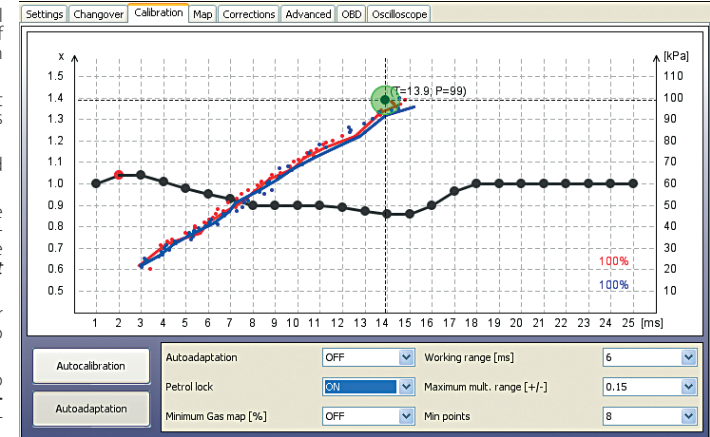 Settings Changover Calibration Map Corrections Advanced OBD Oscilloscope
x [kPa]
1.5 110
1.4 100
1.3 90
1.2 80
1.1 70
1.0 60
0.9 50
0.8 40
0.7 30
0.6 20
0.5 10
(T=13.9, P=99)
100%
100%
1 2 3 4 5 6 7 8 9 10 11 12 13 14 15 16 17 18 19 20 21 22 23 24 25 [ms]
Autocalibration
Autoadaptation
Autoadaptation OFF Working range [ms] 6
Petrol lock ON Maximum mult. range [+/-] 0.15
Minimum Gas map [%] OFF Min points 8